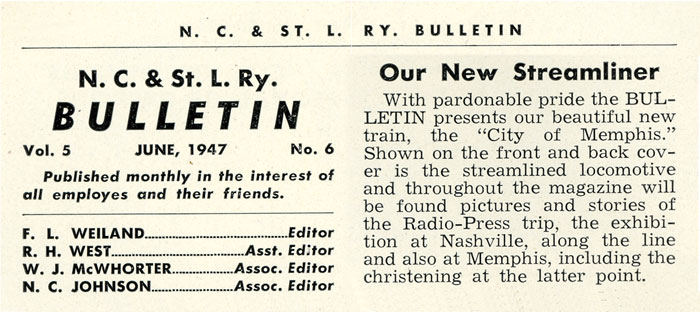 N. C. & ST. L. RY. BULLETIN
N. C. & St. L. Ry.
BULLETIN
Vol. 5 JUNE, 1947 No. 6
Published monthly in the interest of
all employes and their friends.
F. L. WEILAND..................................Editor
R. H. WEST...............................Asst. Editor
W. J. McWHORTER...............Assoc. Editor
N. C. JOHNSON....................Assoc. Editor
Our New Streamliner
With pardonable pride the BUL-
LETIN presents our beautiful new
train, the "City of Memphis."
Shown on the front and back cov-
er is the streamlined locomotive
and throughout the magazine will
be found pictures and stories of
the Radio-Press trip, the exhibi-
tion at Nashville, along the line
and also at Memphis, including the
christening at the latter point.